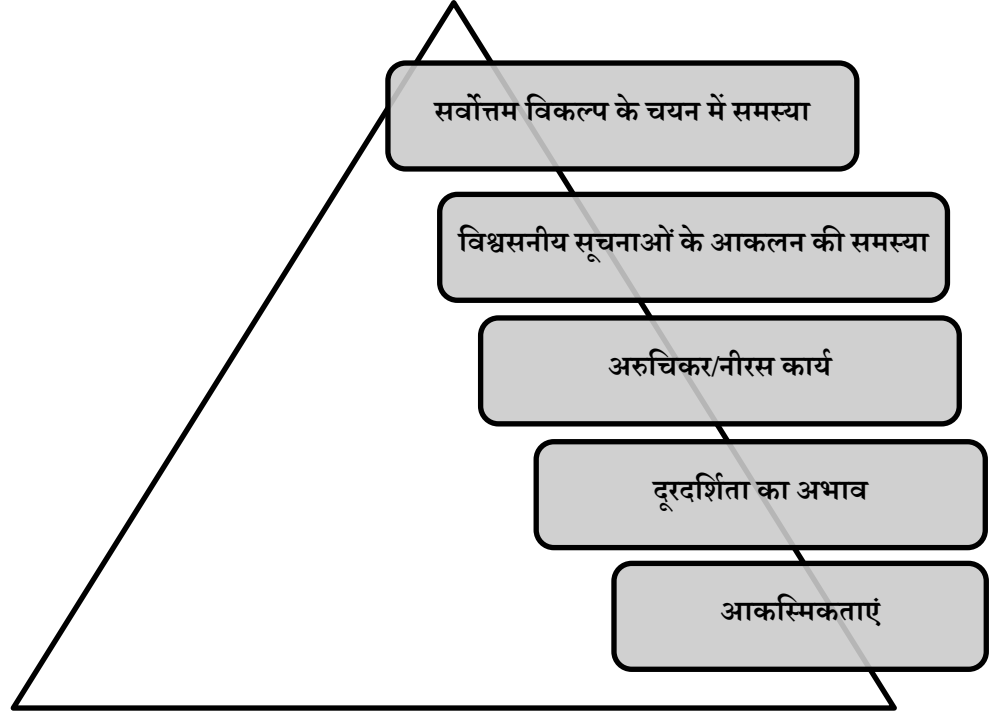 सर्वोत्तम विकल्प के चयन में समस्या
विश्वसनीय सूचनाओं के आकलन की समस्या
अरुचिकर/नीरस कार्य
दूरदर्शिता का अभाव
आकस्मिकताएं